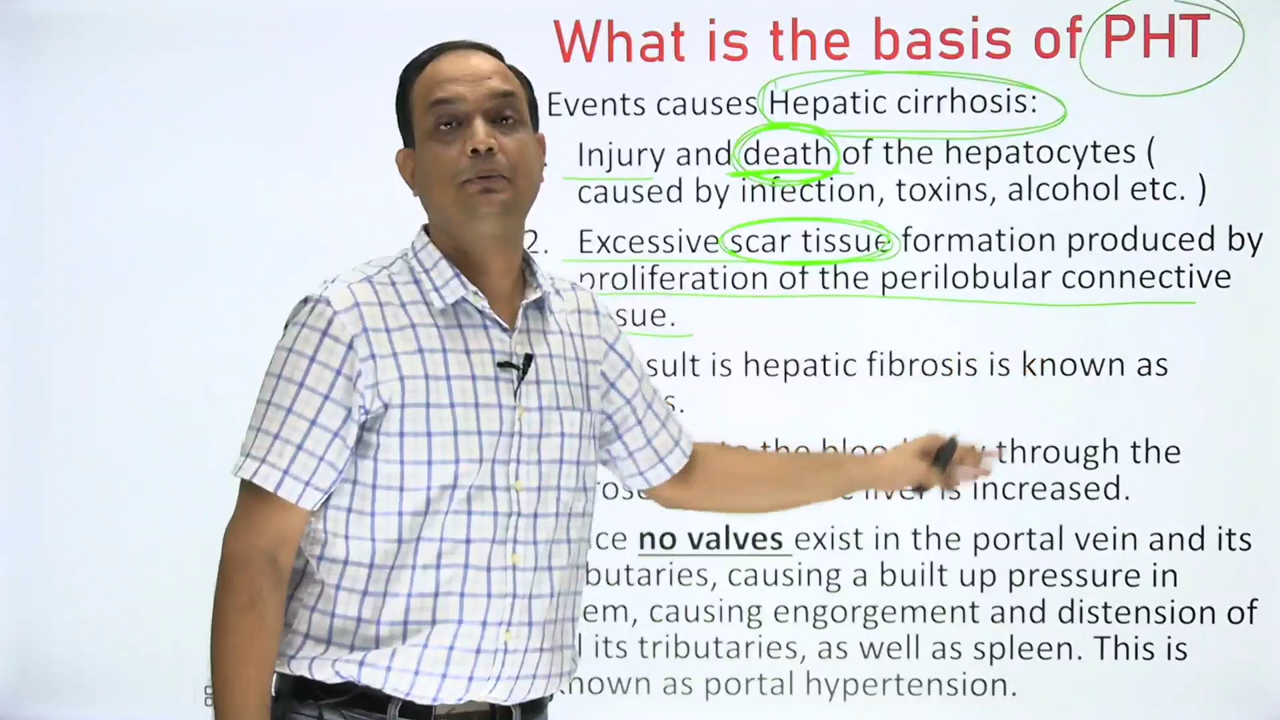 What is the basis of PHT
Events causes Hepatic cirrhosis:
Injury and death of the hepatocytes (
caused by infection, toxins, alcohol etc. )
2. Excessive scar tissue formation produced by
proliferation of the perilobular connective
sue.
sult is hepatic fibrosis is known as
s.
to the blood through the
liver is increased.
ce no valves exist in the portal vein and its
butaries, causing a built up pressure in
em, causing engorgement and distension of
its tributaries, as well as spleen. This is
known as portal hypertension.